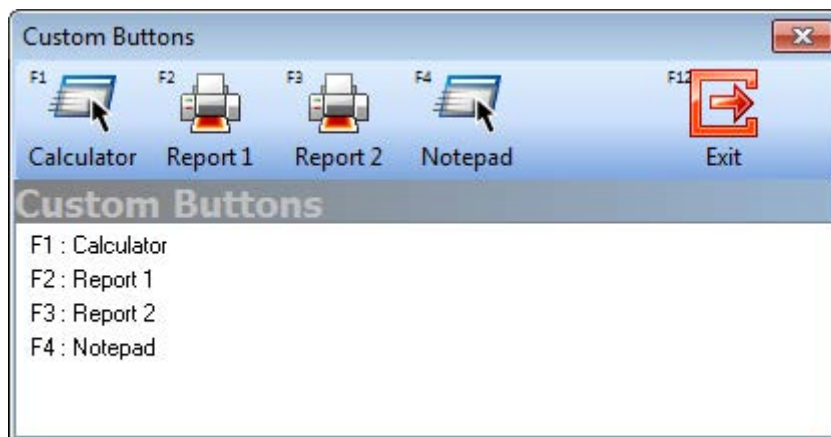 Custom Buttons
F1 F2 F3 F4 F12
Calculator Report 1 Report 2 Notepad Exit
Custom Buttons
F1 : Calculator
F2 : Report 1
F3 : Report 2
F4 : Notepad